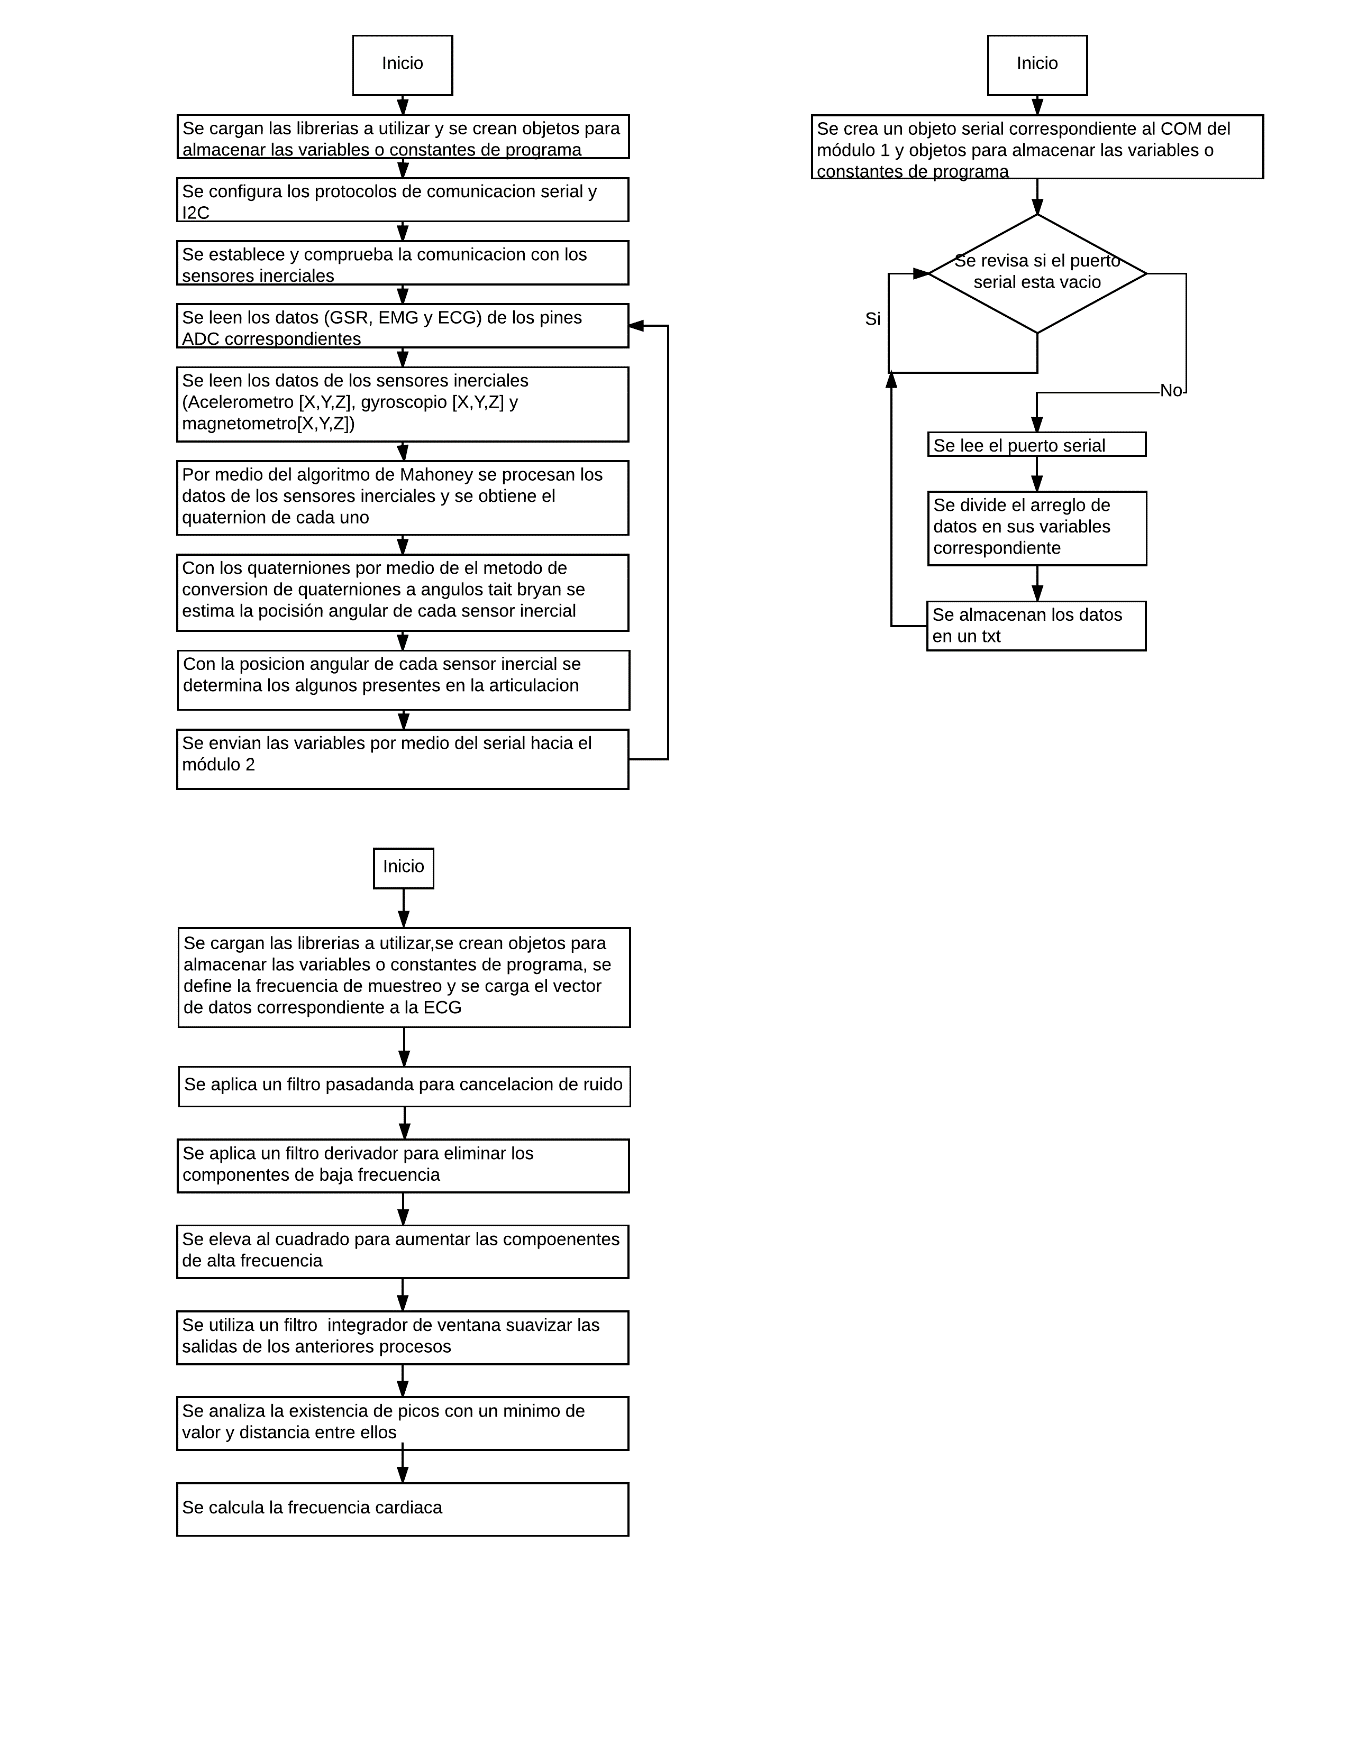 Inicio
Se cargan las librerias a utilizar y se crean objetos para
almacenar las variables o constantes de programa
Se configura los protocolos de comunicacion serial y
I2C
Se establece y comprueba la comunicacion con los
sensores inerciales
Se leen los datos (GSR, EMG y ECG) de los pines
ADC correspondientes
Se leen los datos de los sensores inerciales
(Acelerometro [X,Y,Z], gyroscopio [X,Y,Z] y
magnetometro[X,Y,Z])
Por medio del algoritmo de Mahoney se procesan los
datos de los sensores inerciales y se obtiene el
quaternion de cada uno
Con los quaterniones por medio de el metodo de
conversion de quaterniones a angulos tait bryan se
estima la pocisión angular de cada sensor inercial
Con la posicion angular de cada sensor inercial se
determina los algunos presentes en la articulacion
Se envian las variables por medio del serial hacia el
módulo 2
Inicio
Se crea un objeto serial correspondiente al COM del
módulo 1 y objetos para almacenar las variables o
constantes de programa
Se revisa si el puerto
serial esta vacio
Si
No
Se lee el puerto serial
Se divide el arreglo de
datos en sus variables
correspondiente
Se almacenan los datos
en un txt
Inicio
Se cargan las librerias a utilizar,se crean objetos para
almacenar las variables o constantes de programa, se
define la frecuencia de muestreo y se carga el vector
de datos correspondiente a la ECG
Se aplica un filtro pasadanda para cancelacion de ruido
Se aplica un filtro derivador para eliminar los
componentes de baja frecuencia
Se eleva al cuadrado para aumentar las compoenentes
de alta frecuencia
Se utiliza un filtro  integrador de ventana suavizar las
salidas de los anteriores procesos
Se analiza la existencia de picos con un minimo de
valor y distancia entre ellos
Se calcula la frecuencia cardiaca